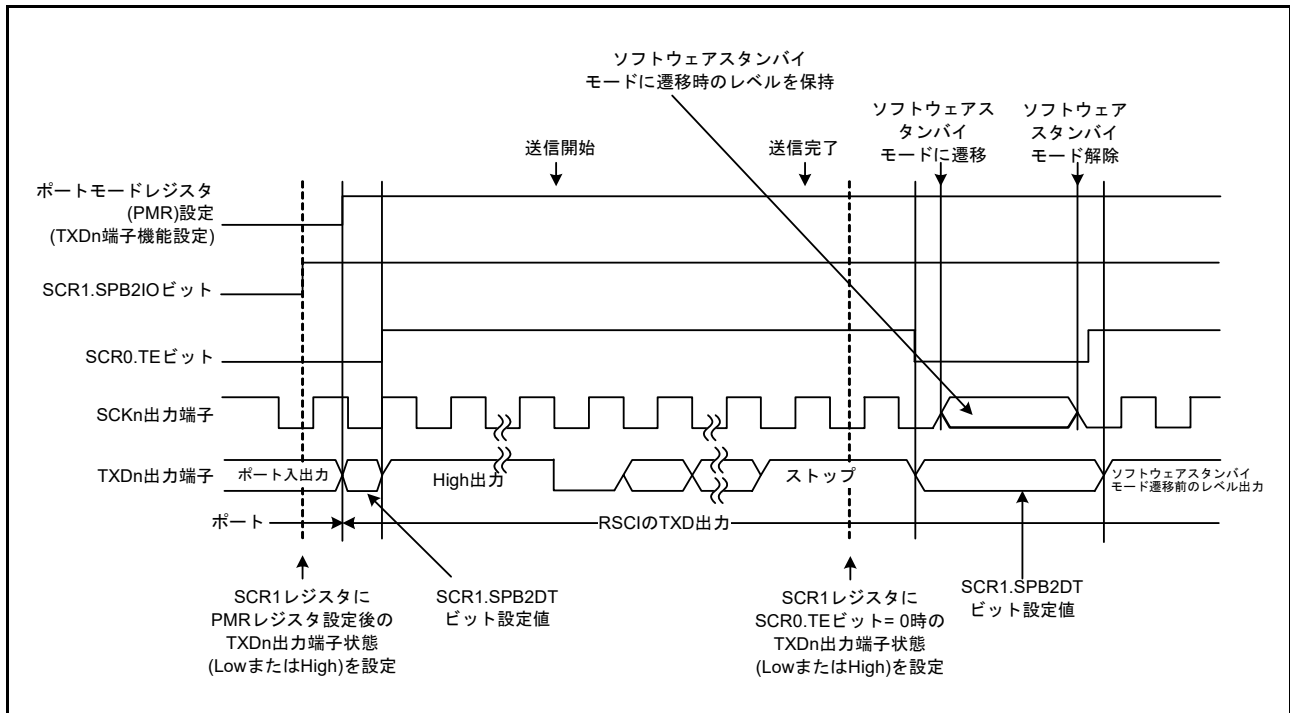 ソフトウェアスタンバイ
モードに遷移時のレベルを保持
ソフトウェアス
タンバイ
モードに遷移
ソフトウェア
スタンバイ
モード解除
送信開始
送信完了
ポートモードレジスタ
(PMR)設定
(TXDn端子機能設定)
SCR1.SPB2IOビット
SCR0.TEビット
SCKn出力端子
TXDn出力端子
ポート入出力
High出力
ストップ
ソフトウェアスタンバイ
モード遷移前のレベル出力
ポート
RSCIのTXD出力
SCR1レジスタに
PMRレジスタ設定後の
TXDn出力端子状態
(LowまたはHigh)を設定
SCR1.SPB2DT
ビット設定値
SCR1レジスタに
SCR0.TEビット= 0時の
TXDn出力端子状態
(LowまたはHigh)を設定
SCR1.SPB2DT
ビット設定値